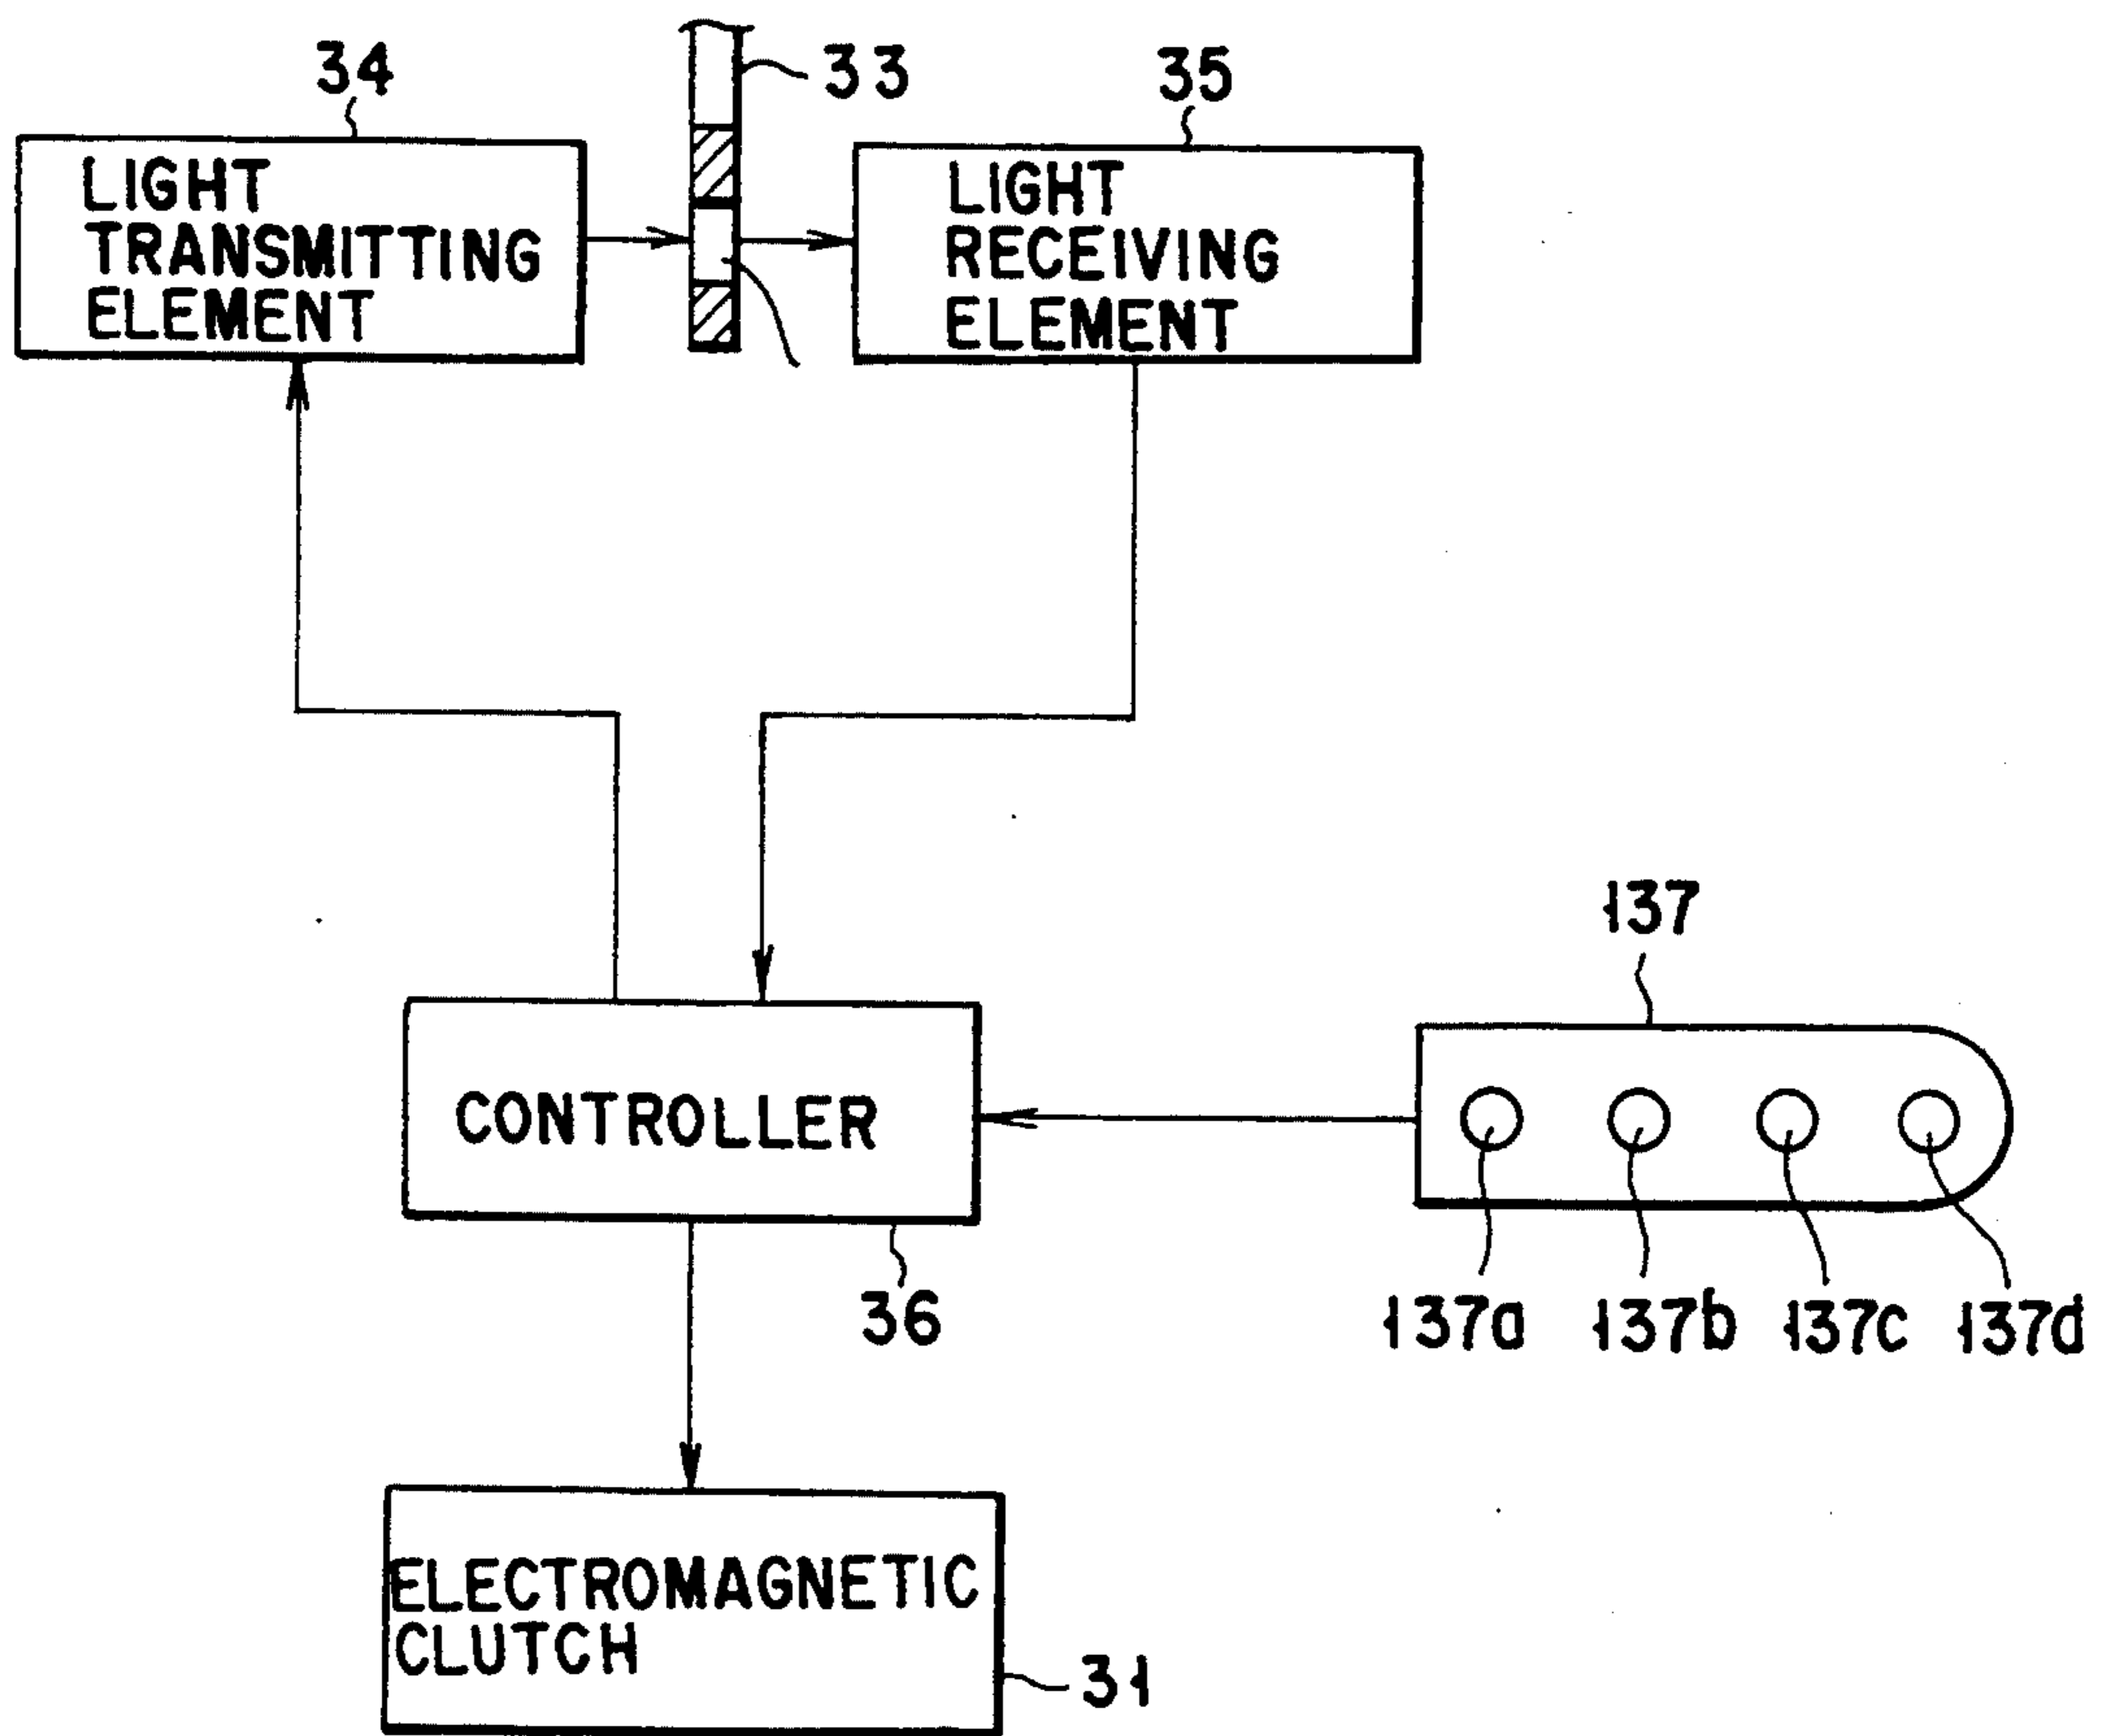 34
33
35
LIGHT
TRANSMITTING
ELEMENT
LIGHT
RECEIVING
ELEMENT
137
CONTROLLER
36
137a 137b 137c 137d
ELECTROMAGNETIC
CLUTCH
31